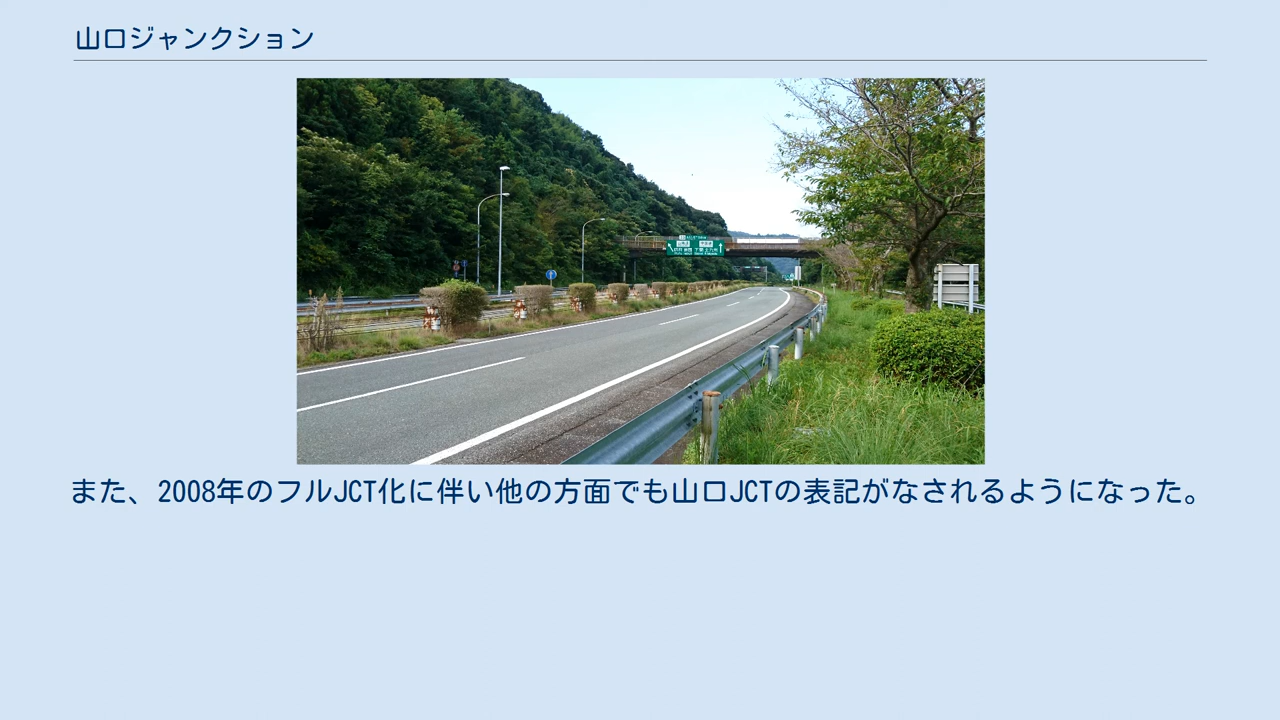 山口ジャンクション
また、2008年のフルJCT化に伴い他の方面でも山口JCTの表記がなされるようになった。